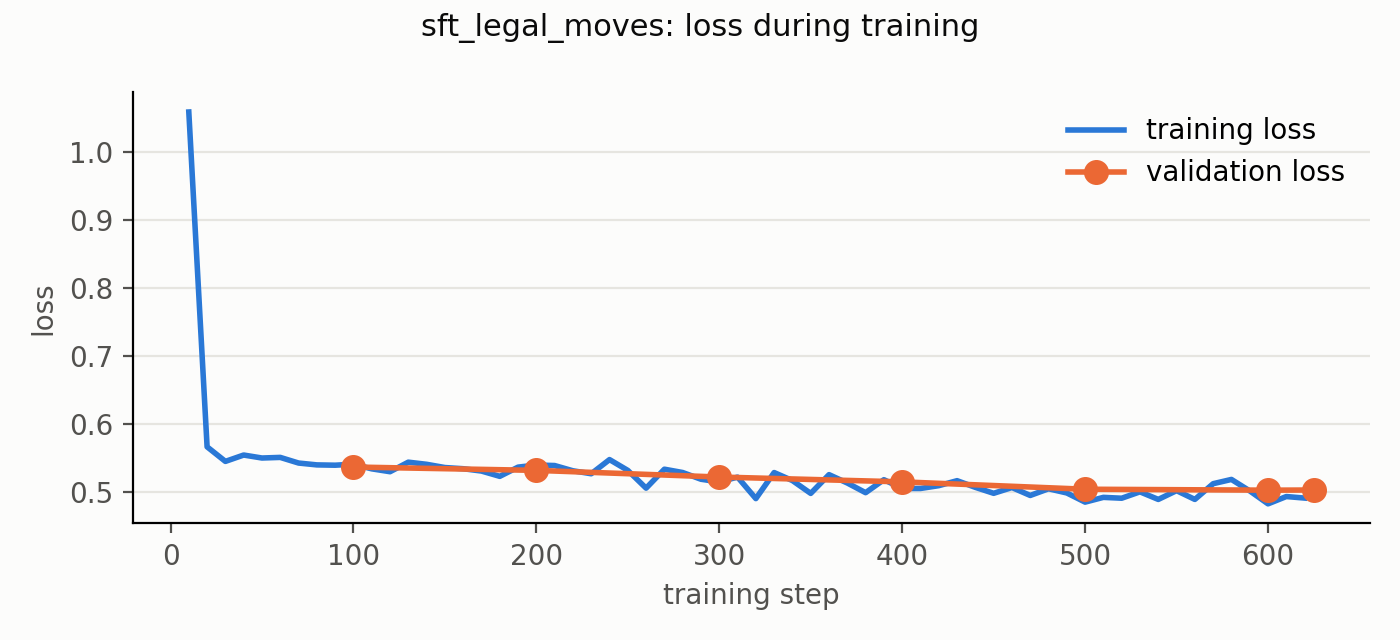 sft_legal_moves: loss during training
training loss
validation loss
1.0
0.9
0.8
0.7
0.6
0.5
loss
0 100 200 300 400 500 600
training step